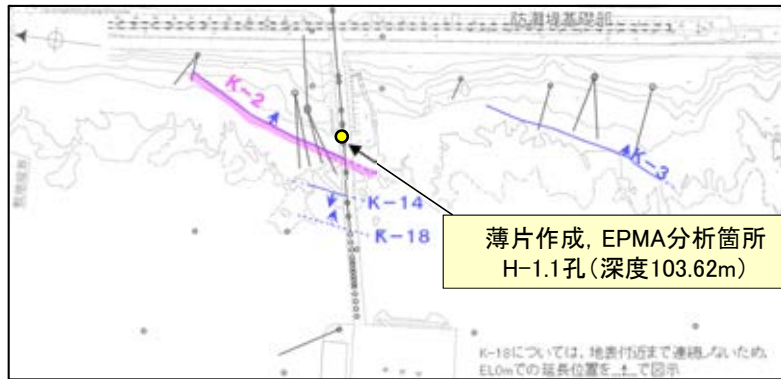 防潮堤基礎部
K-2
K-3
K-14
K-18
薄片作成, EPMA分析箇所
H-1.1孔(深度103.62m)
K-18については、地表付近まで連続しないため、
EL0mでの延長位置を
で図示